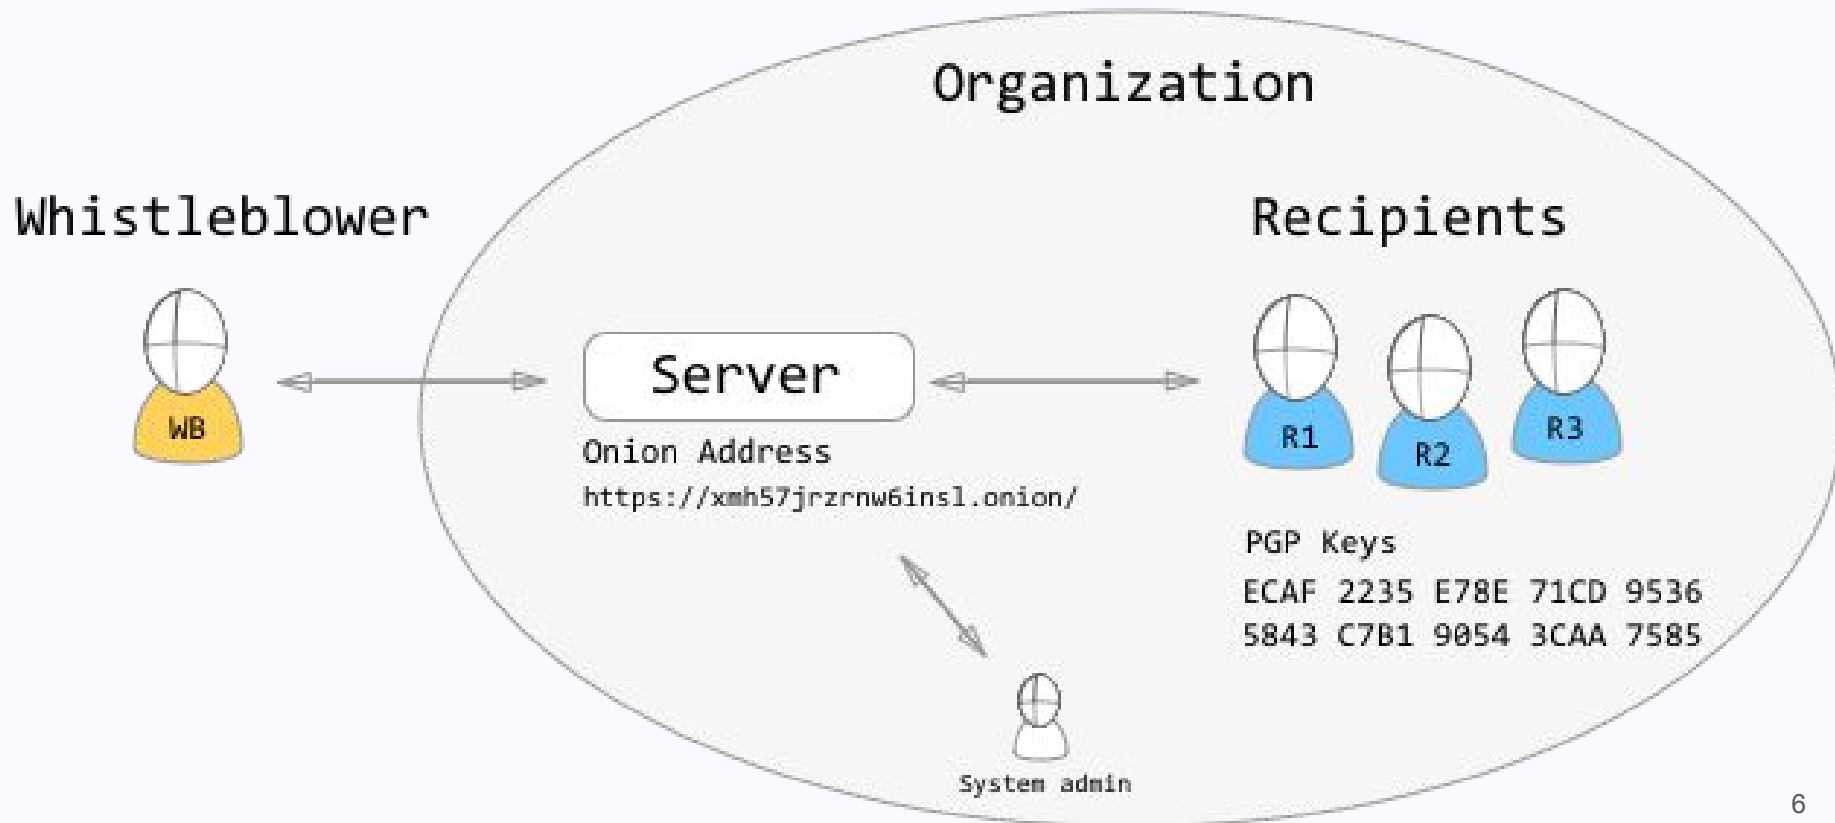 Organization
Whistleblower
Recipients
WB
Server
Onion Address
https://xmh57jrzrnw6insl.onion/
R1
R2
R3
PGP Keys
ECAF 2235 E78E 71CD 9536
5843 C7B1 9054 3CAA 7585
System admin
6